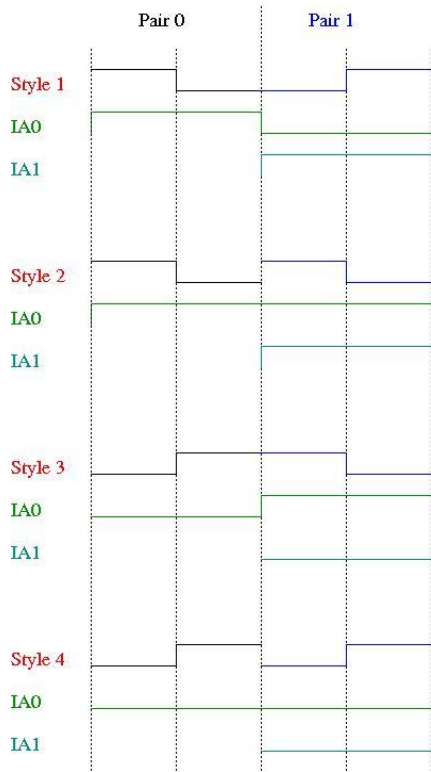 Pair 0 Pair 1
Style 1
IA0
IA1
Style 2
IA0
IA1
Style 3
IA0
IA1
Style 4
IA0
IA1